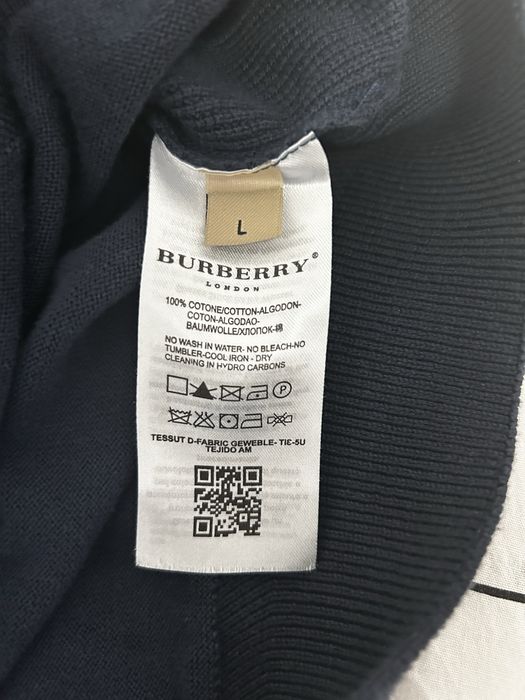 L
BURBERRY®
LONDON
100% COTONE/COTTON-ALGODON-
COTON-ALGODAO-
BAUMWOLLE/ХЛОПОК-棉
NO WASH IN WATER- NO BLEACH-NO
TUMBLER-COOL IRON - DRY
CLEANING IN HYDRO CARBONS
P
TESSUT D-FABRIC GEWEBLE- TIE-5U
TEJIDO AM